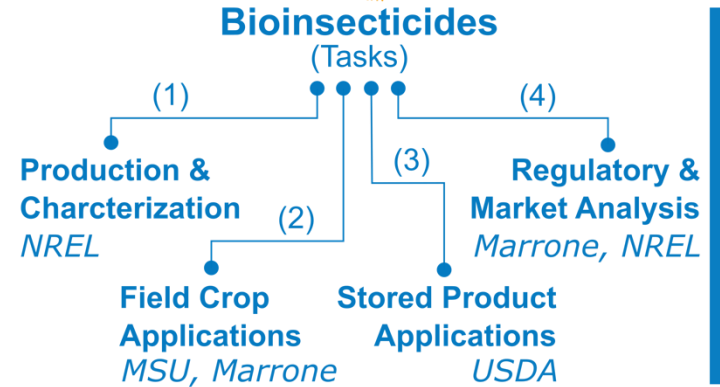 Bioinsecticides
(Tasks)
(1)
(4)
Production &
Charcterization
NREL
(2)
(3)
Regulatory &
Market Analysis
Marrone, NREL
Field Crop
Applications
MSU, Marrone
Stored Product
Applications
USDA